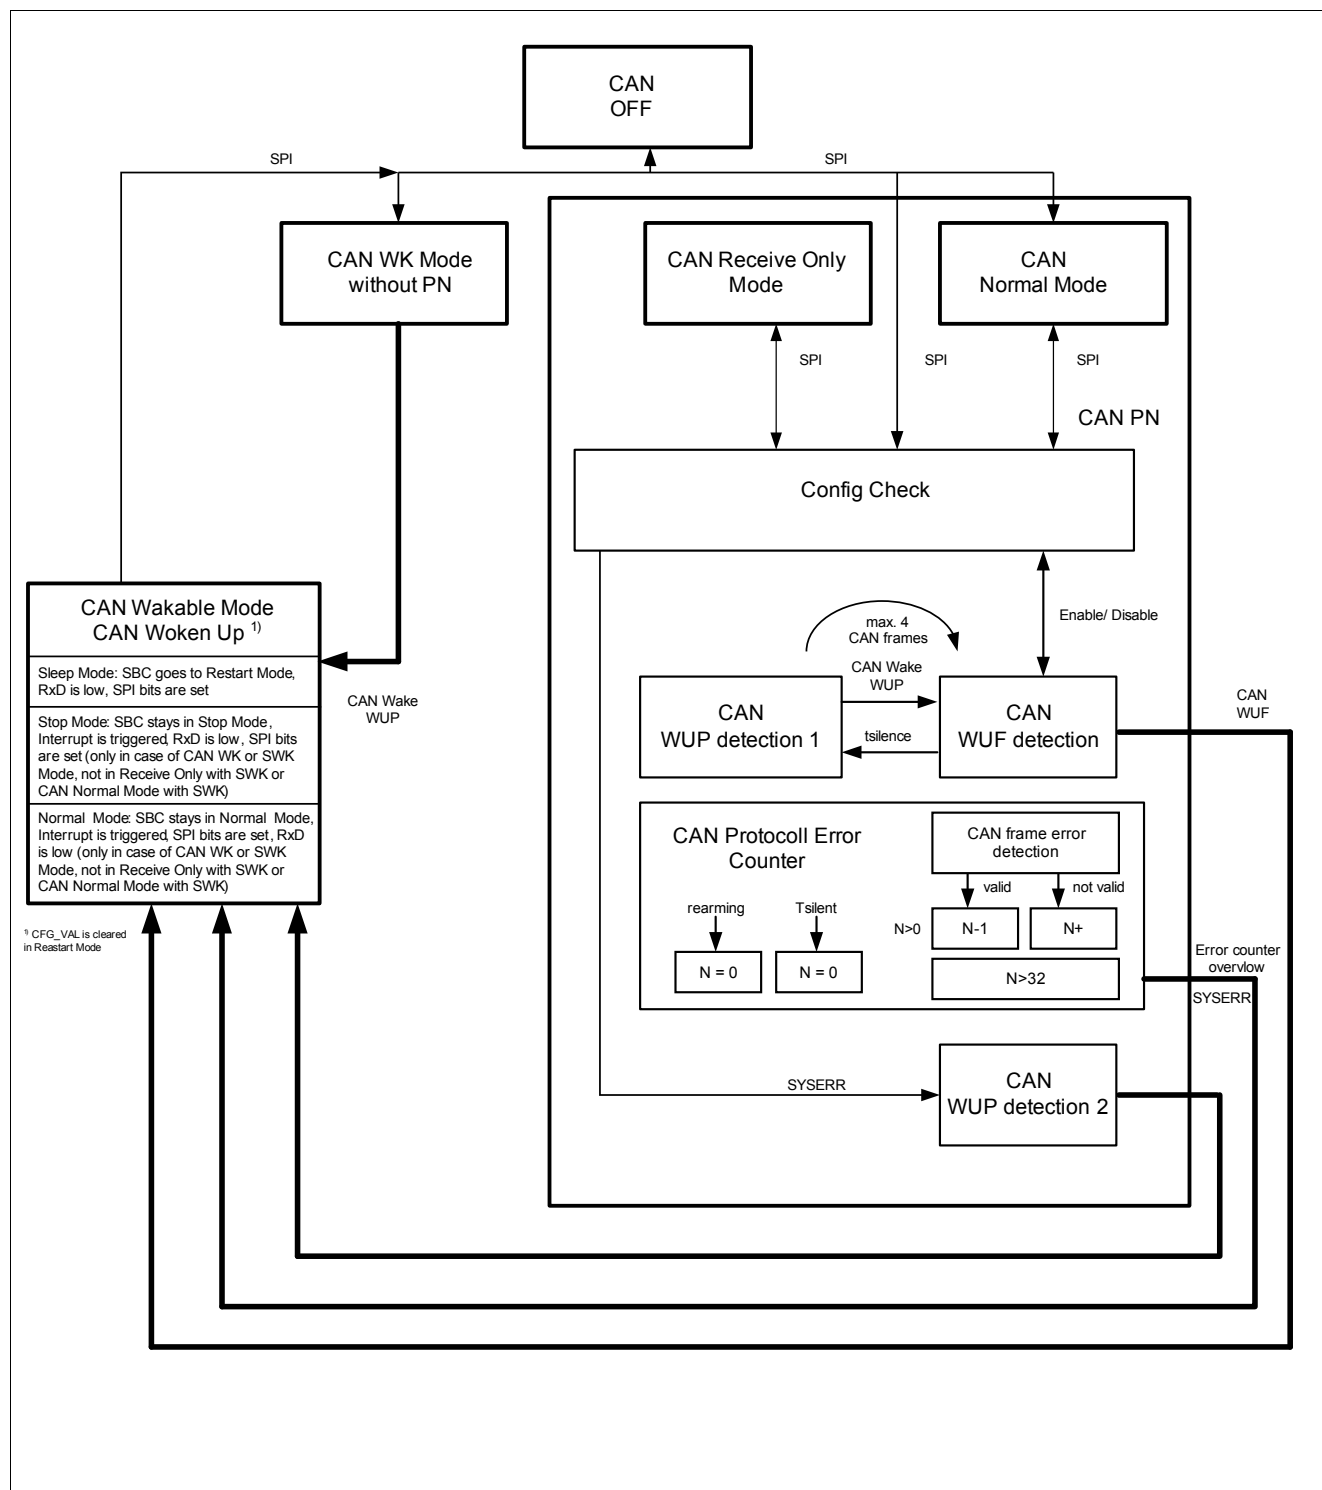 CAN
OFF
SPI
SPI
CAN WK Mode
without PN
CAN Receive Only
Mode
CAN
Normal Mode
SPI
SPI
SPI
CAN PN
Config Check
CAN Wakable Mode
CAN Woken Up 1)
Sleep Mode: SBC goes to Restart Mode,
RxD is low, SPI bits are set
Stop Mode: SBC stays in Stop Mode,
Interrupt is triggered, RxD is low, SPI bits
are set (only in case of CAN WK or SWK
Mode, not in Receive Only with SWK or
CAN Normal Mode with SWK)
Normal Mode: SBC stays in Normal Mode,
Interrupt is triggered, SPI bits are set, RxD
is low (only in case of CAN WK or SWK
Mode, not in Receive Only with SWK or
CAN Normal Mode with SWK)
1) CFG_VAL is cleared
in Reastart Mode
CAN Wake
WUP
max. 4
CAN frames
Enable/ Disable
CAN Wake
WUP
CAN
WUP detection 1
tsilence
CAN
WUF detection
CAN
WUF
CAN Protocoll Error
Counter
CAN frame error
detection
valid
not valid
rearming
Tsilent
N>0
N-1
N+
N = 0
N = 0
N>32
Error counter
overvlow
SYSERR
SYSERR
CAN
WUP detection 2